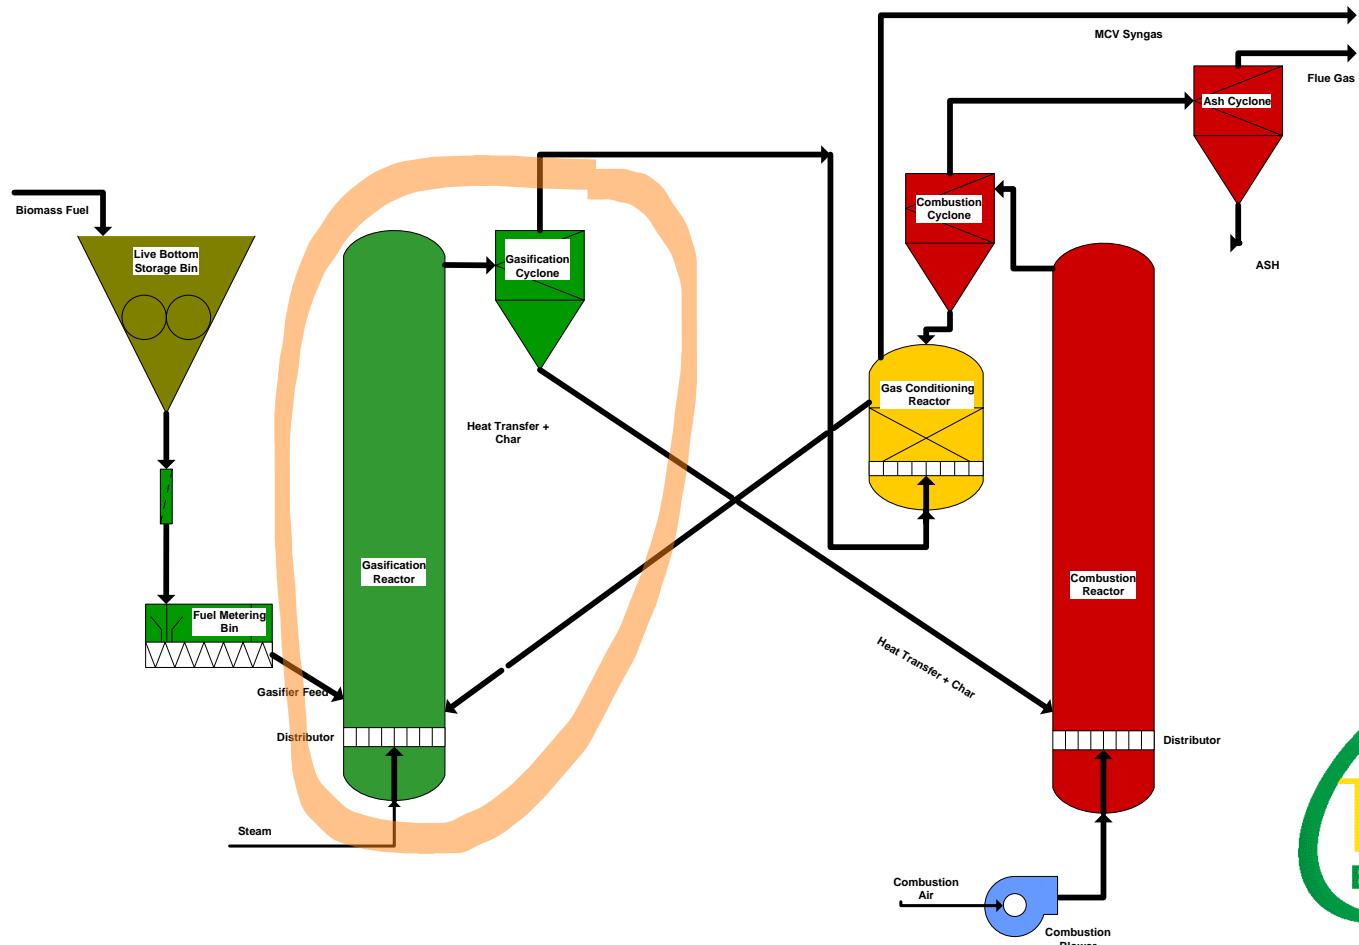 MCV Syngas
Flue Gas
Ash Cyclone
Biomass Fuel
Combustion
Cyclone
Live Bottom
Storage Bin
Gasification
Cyclone
ASH
Gas Conditioning
Reactor
Heat Transfer +
Char
Gasification
Reactor
Combustion
Reactor
Fuel Metering
Bin
Heat Transfer + Char
Gasifier Feed
Distributor
Distributor
Steam
Combustion
Air
Combustion